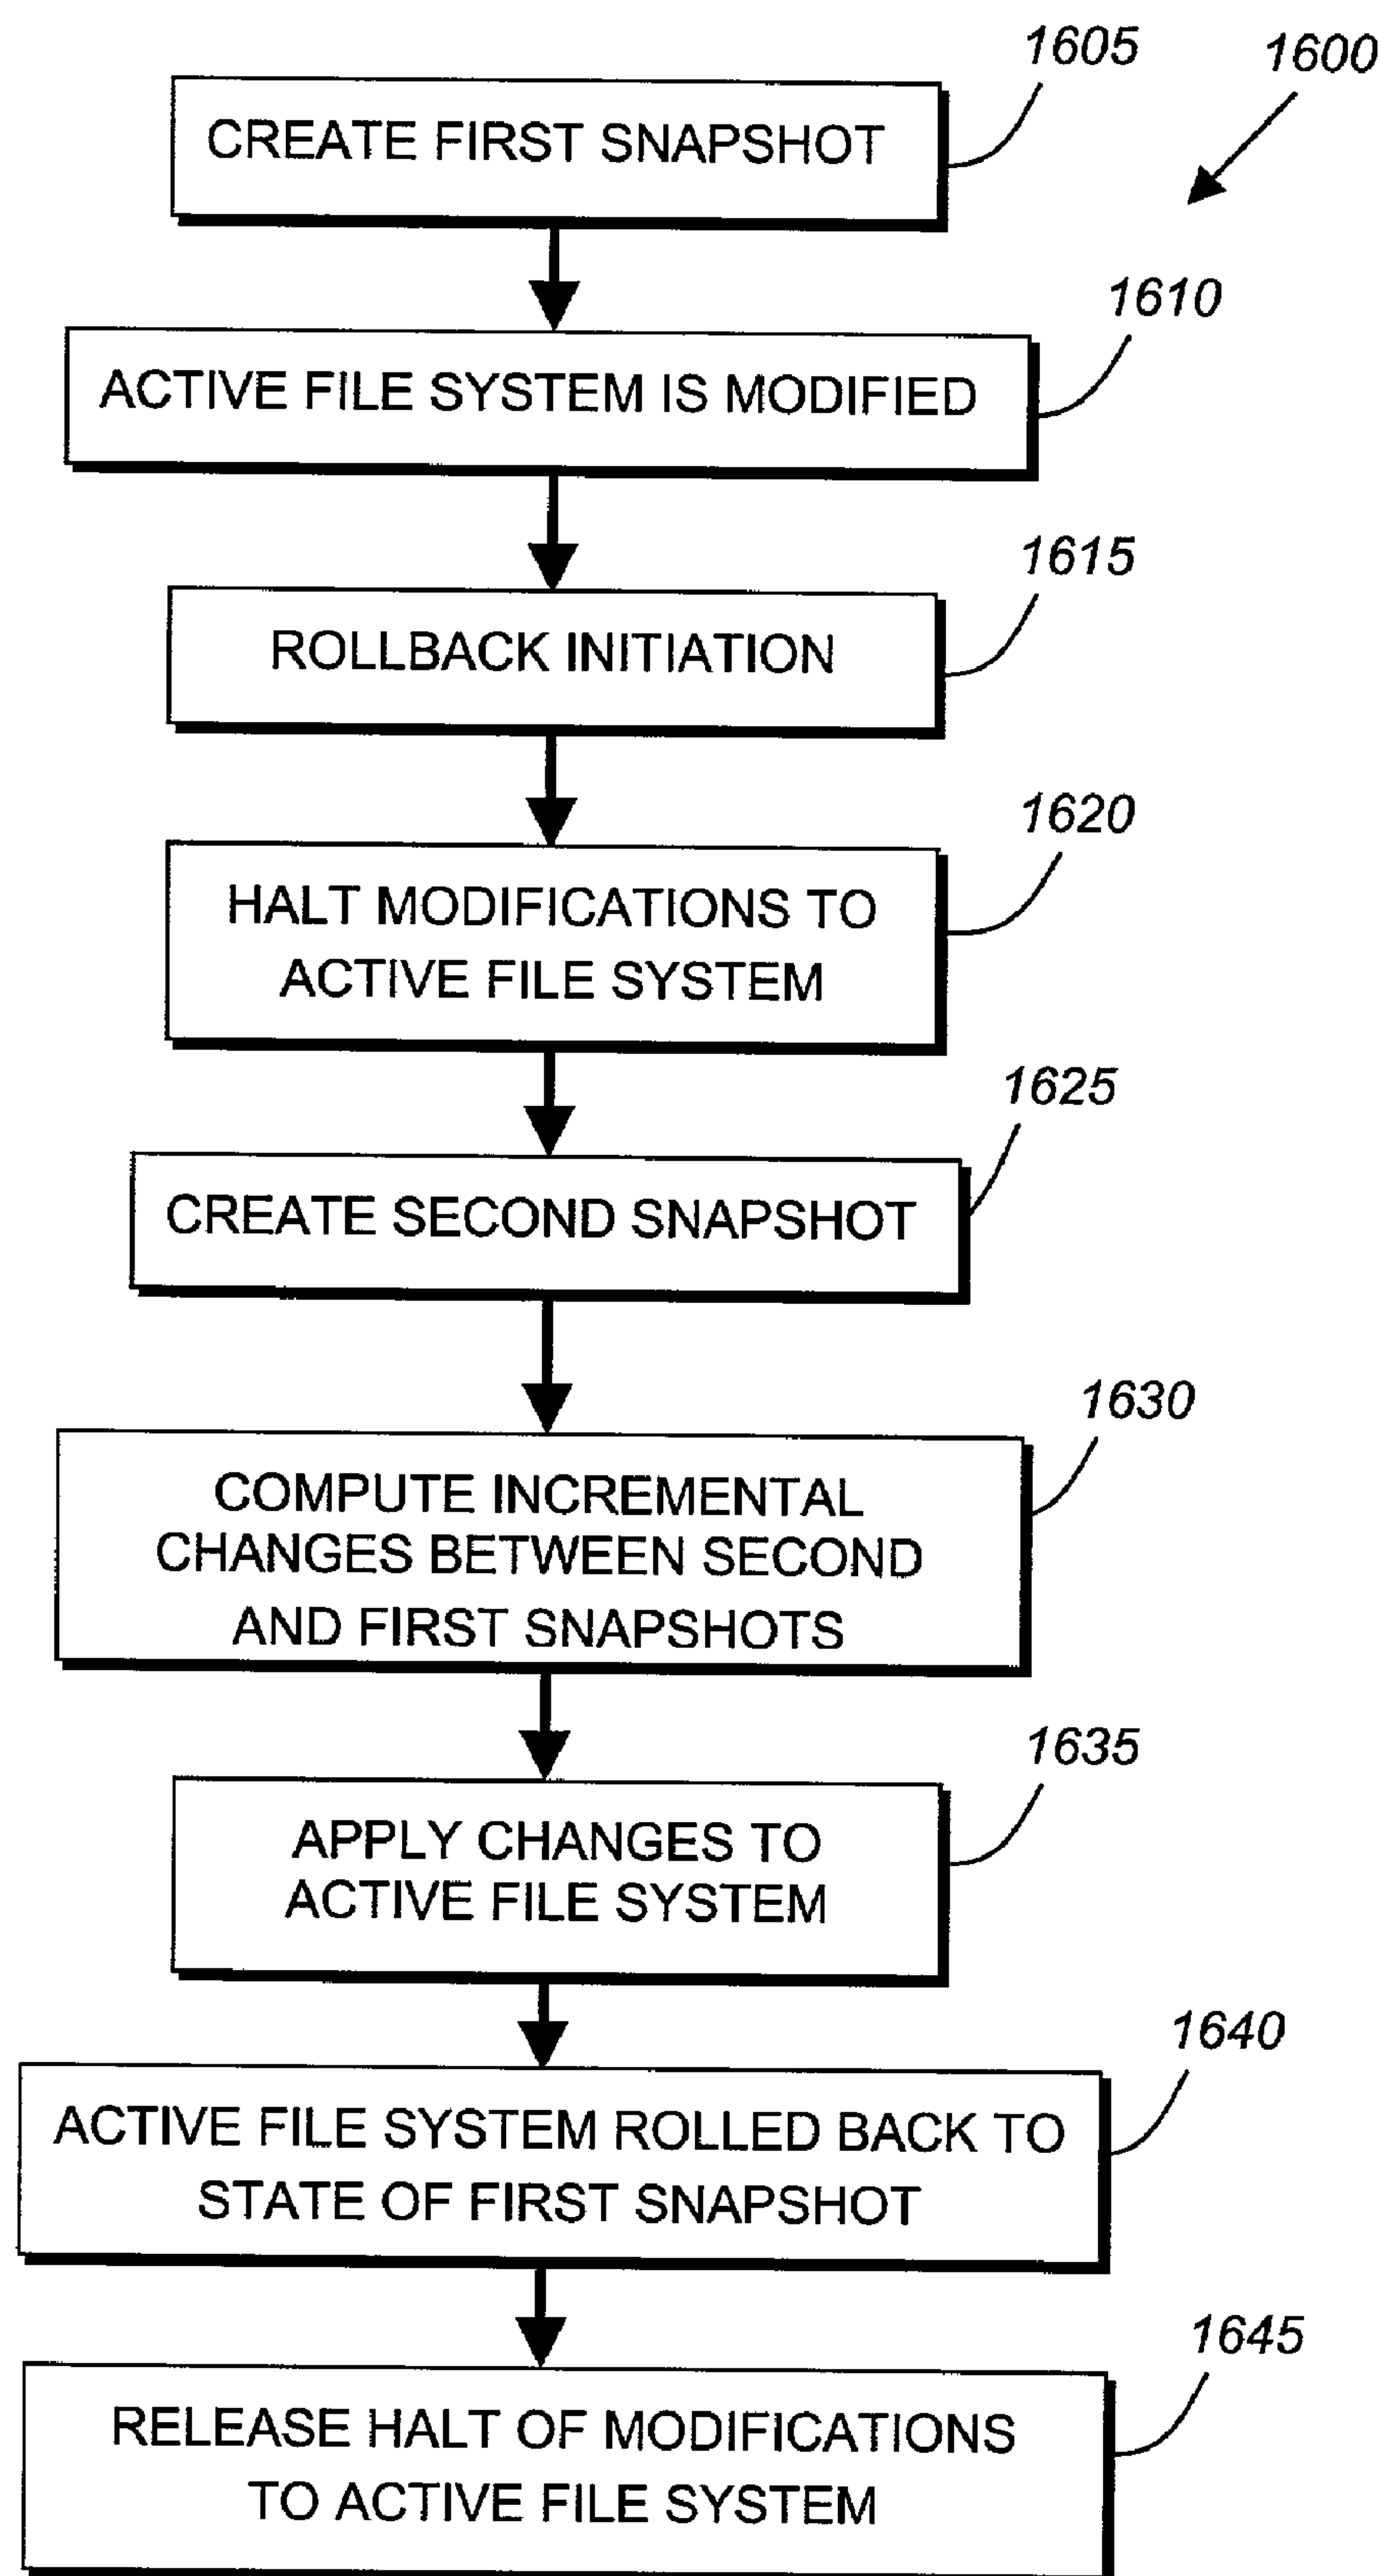 1605
1600
CREATE FIRST SNAPSHOT
1610
ACTIVE FILE SYSTEM IS MODIFIED
1615
ROLLBACK INITIATION
1620
HALT MODIFICATIONS TO
ACTIVE FILE SYSTEM
1625
CREATE SECOND SNAPSHOT
1630
COMPUTE INCREMENTAL
CHANGES BETWEEN SECOND
AND FIRST SNAPSHOTS
1635
APPLY CHANGES TO
ACTIVE FILE SYSTEM
1640
ACTIVE FILE SYSTEM ROLLED BACK TO
STATE OF FIRST SNAPSHOT
1645
RELEASE HALT OF MODIFICATIONS
TO ACTIVE FILE SYSTEM